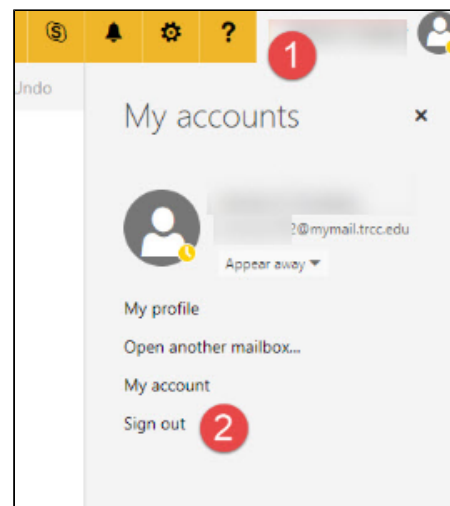 ?
1
Undo
My accounts
2@mymail.trcc.edu
Appear away
My profile
Open another mailbox...
My account
Sign out 2